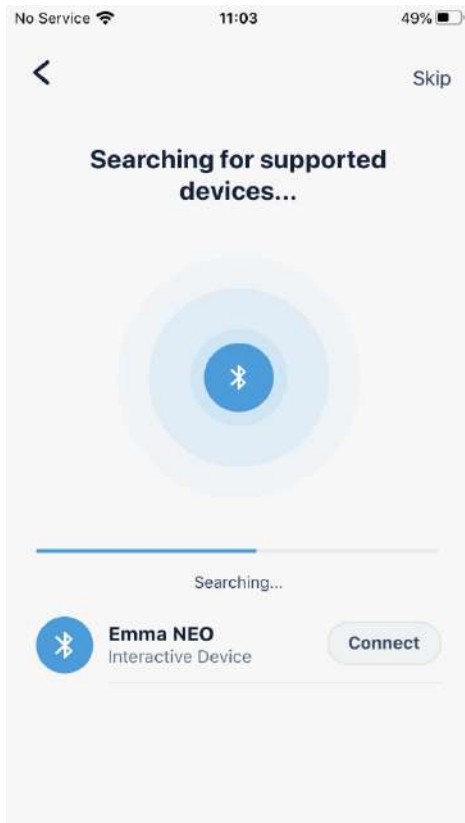 No Service 11:03 49%
Skip
Searching for supported
devices...
Searching...
Emma NEO
Interactive Device
Connect